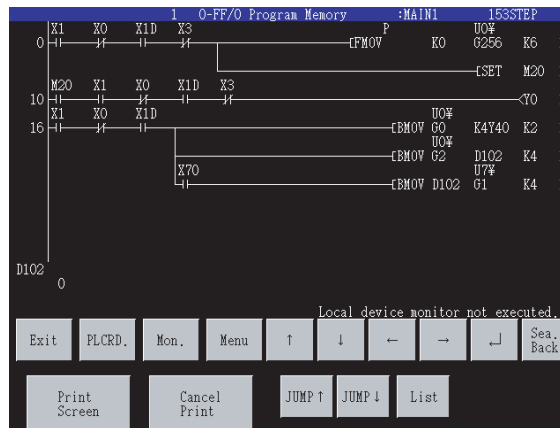 1 O-FF/O Program Memory :MAIN1 153STEP
X1 X0 X1D X3 P U0¥
0 [FMOV K0 G256 K6
[SET M20
M20 X1 X0 X1D X3
10 <Y0
X1 X0 X1D U0¥
16 [BMOV G0 K4Y40 K2
U0¥
[BMOV G2 D102 K4
X70 U7¥
[BMOV D102 G1 K4
D102
0
Local device monitor not executed.
Exit PLCRD. Mon. Menu ↑ ↓ ← → ↵ Sea. Back
Print Screen Cancel Print JUMP↑ JUMP↓ List